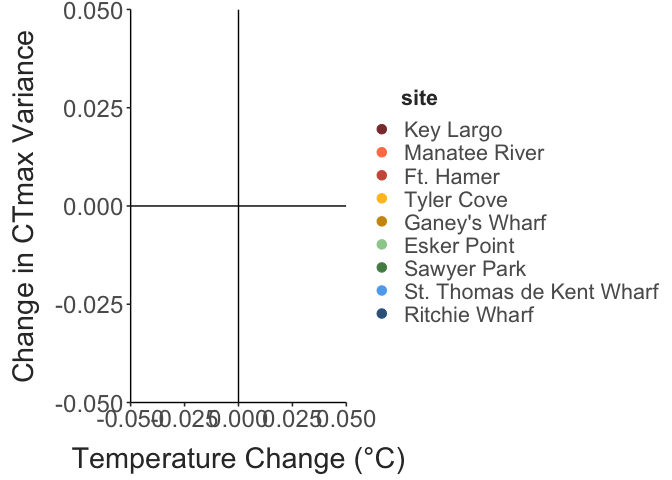 Change in CTmax Variance
0.050
0.025
0.000
-0.025
-0.050
-0.050 -0.025 0.000 0.025 0.050
Temperature Change (°C)
site
Key Largo
Manatee River
Ft. Hamer
Tyler Cove
Ganey's Wharf
Esker Point
Sawyer Park
St. Thomas de Kent Wharf
Ritchie Wharf